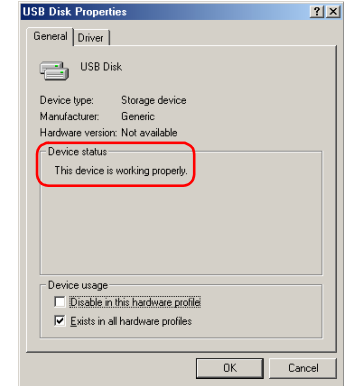 USB Disk Properties
General Driver
USB Disk
Device type: Storage device
Manufacturer: Generic
Hardware version: Not available
Device status
This device is working properly.
Device usage
Disable in this hardware profile
Exists in all hardware profiles
OK Cancel